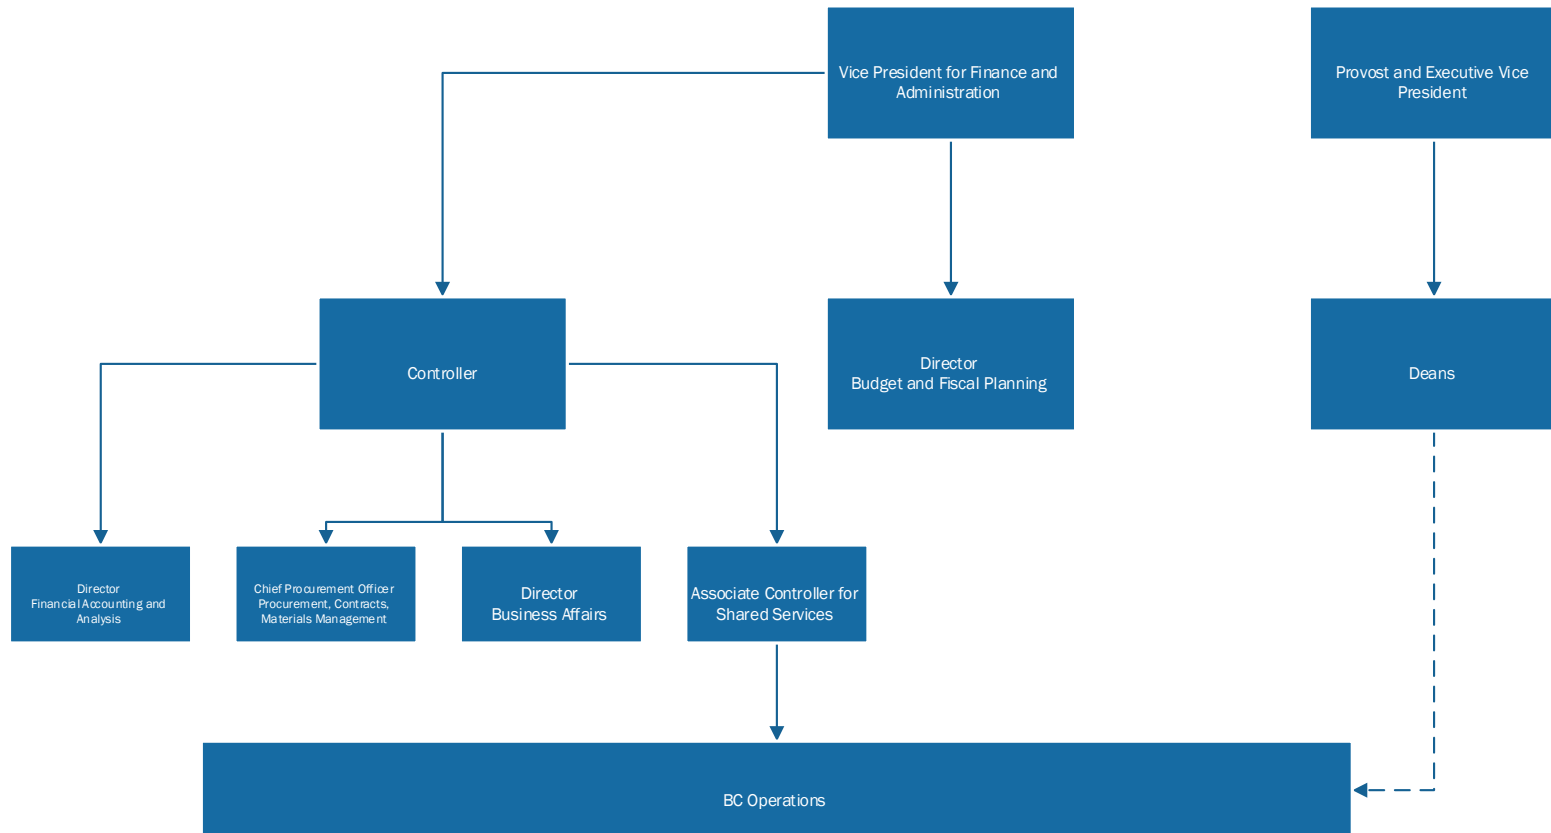 Vice President for Finance and
Administration
Provost and Executive Vice
President
Controller
Director
Budget and Fiscal Planning
Deans
Director
Financial Accounting and
Analysis
Chief Procurement Officer
Procurement, Contracts,
Materials Management
Director
Business Affairs
Associate Controller for
Shared Services
BC Operations